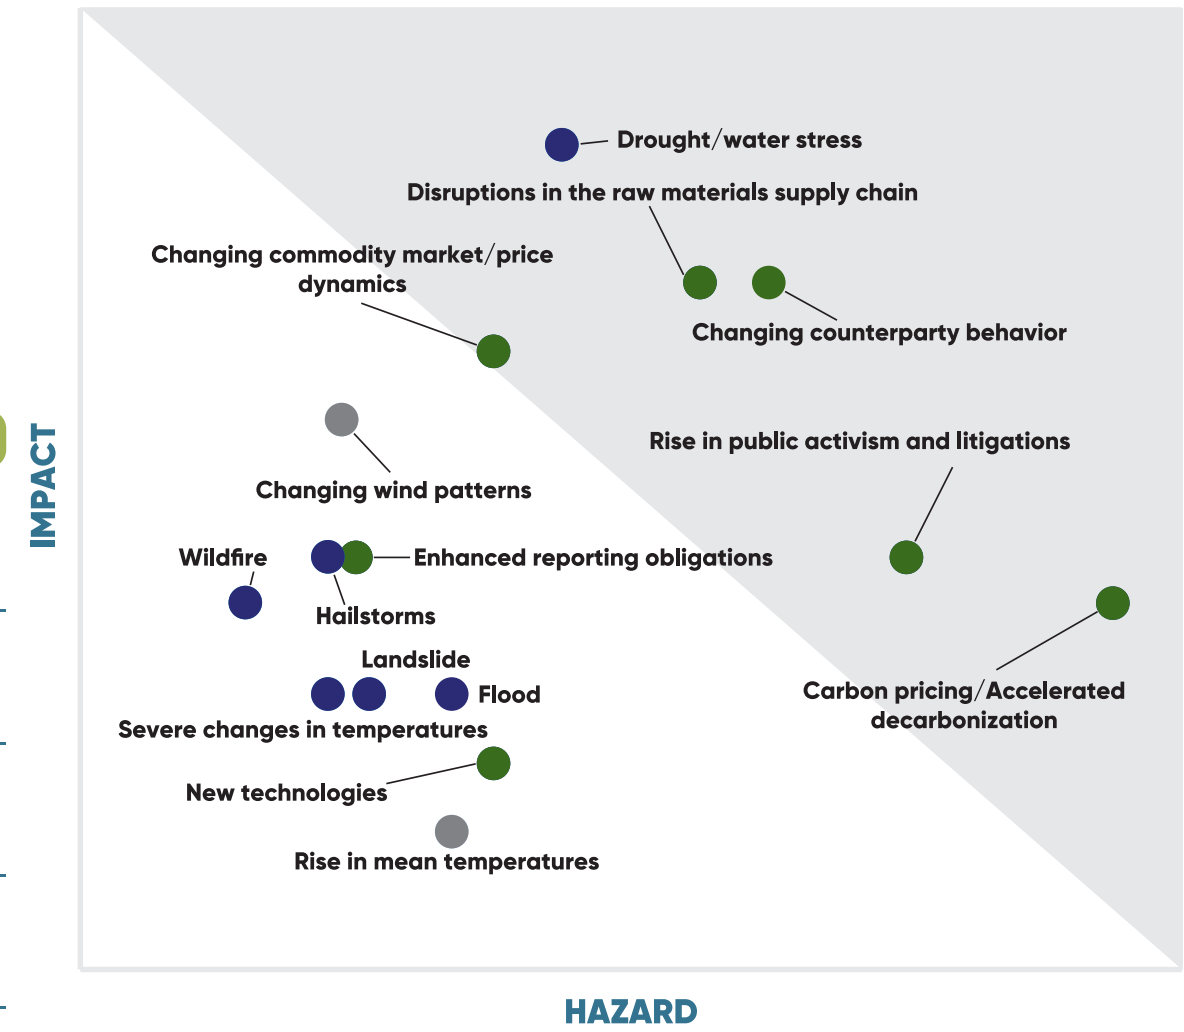 Drought/water stress
Disruptions in the raw materials supply chain
Changing commodity market/price
dynamics
Changing counterparty behavior
IMPACT
Rise in public activism and litigations
Changing wind patterns
Wildfire
Enhanced reporting obligations
Hailstorms
Landslide
Flood
Carbon pricing/Accelerated
decarbonization
Severe changes in temperatures
New technologies
Rise in mean temperatures
HAZARD